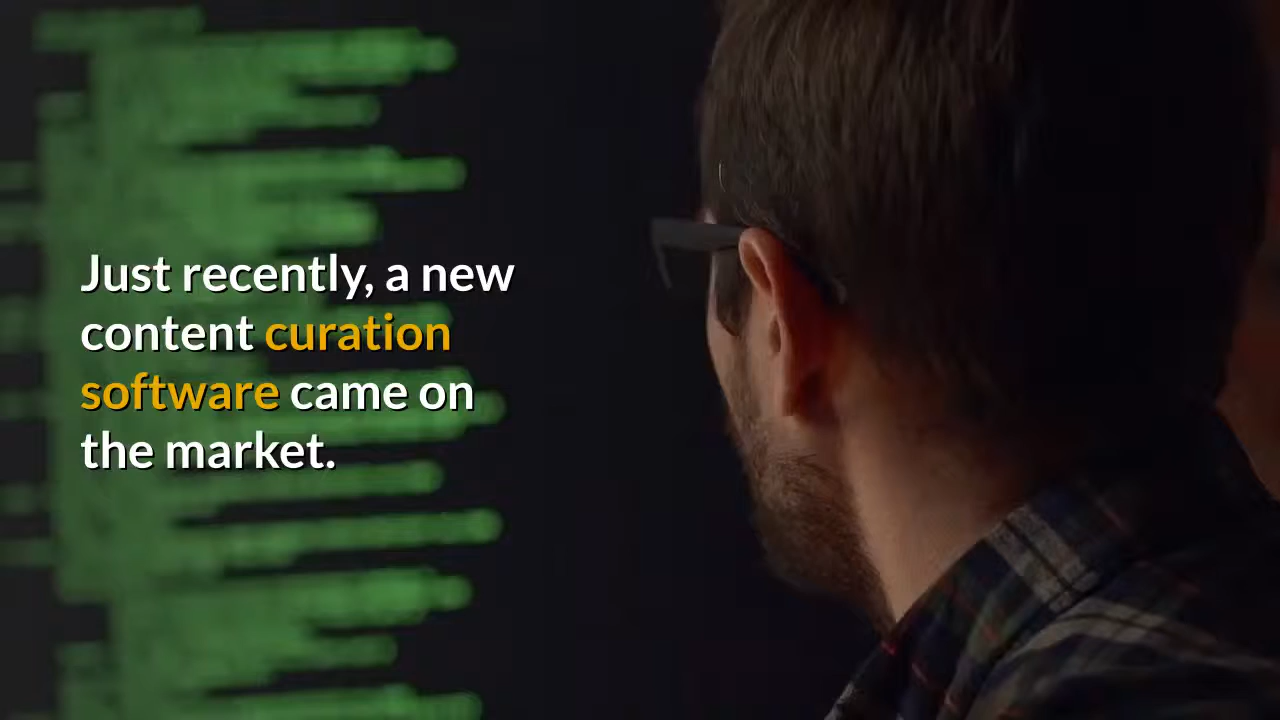 Just recently, a new
content curation
software came on
the market.